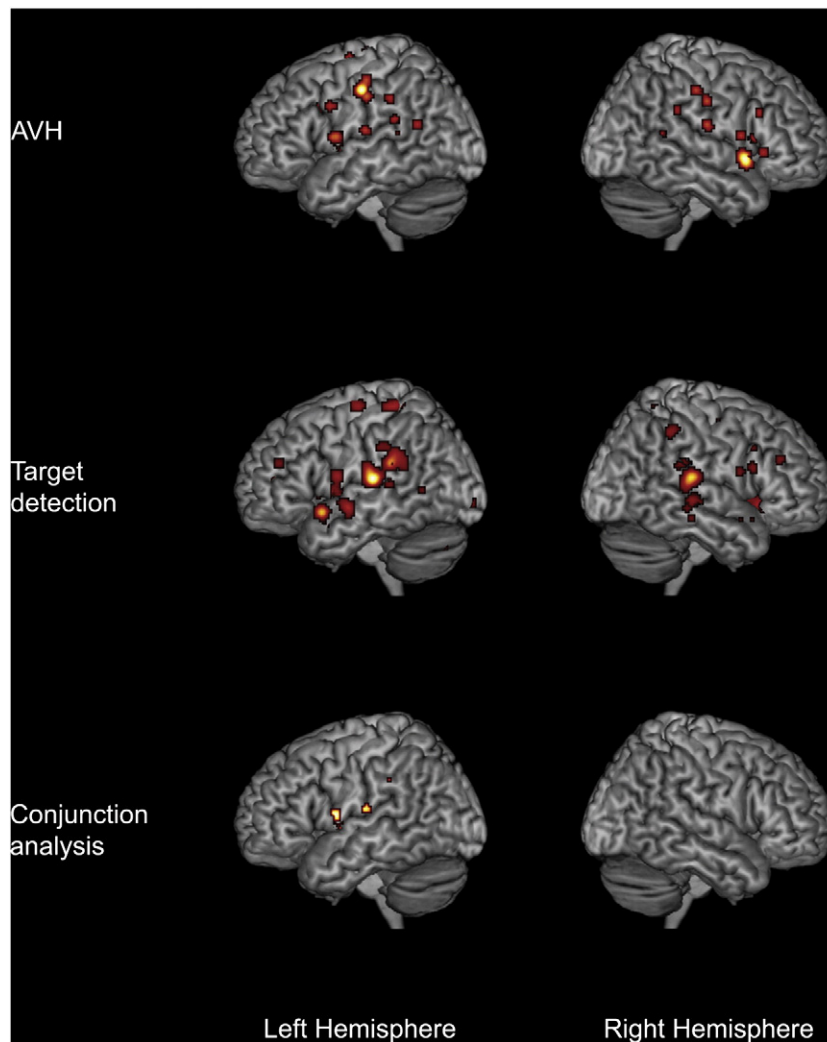 AVH
Target
detection
Conjunction
analysis
Left Hemisphere
Right Hemisphere